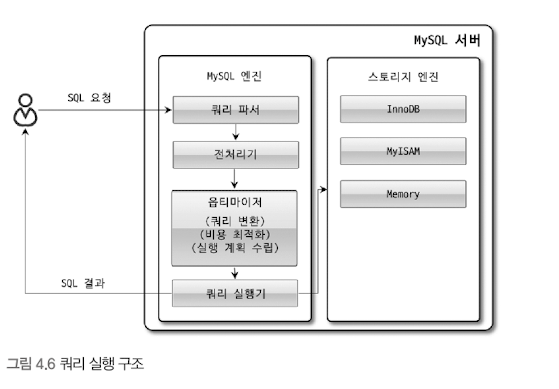 MySQL 서버
MySQL 엔진
스토리지 엔진
SQL 요청
쿼리 파서
InnoDB
전처리기
MyISAM
옵티마이저
(쿼리 변환)
(비용 최적화)
(실행 계획 수립)
Memory
SQL 결과
쿼리 실행기
그림 4.6 쿼리 실행 구조